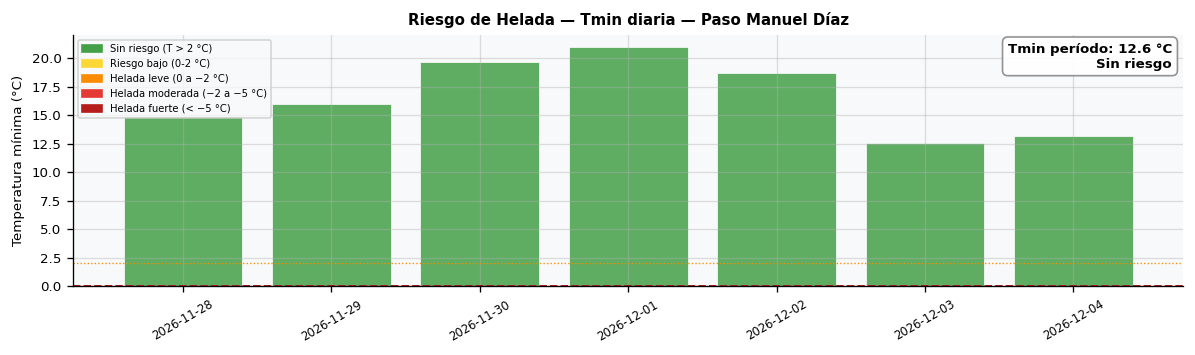 Riesgo de Helada — Tmin diaria — Paso Manuel Díaz
Sin riesgo (T > 2 °C)
Riesgo bajo (0-2 °C)
Helada leve (0 a −2 °C)
Helada moderada (−2 a −5 °C)
Helada fuerte (< −5 °C)
Tmin período: 12.6 °C
Sin riesgo
Temperatura mínima (°C)
20.0
17.5
15.0
12.5
10.0
7.5
5.0
2.5
0.0
2026-11-28
2026-11-29
2026-11-30
2026-12-01
2026-12-02
2026-12-03
2026-12-04